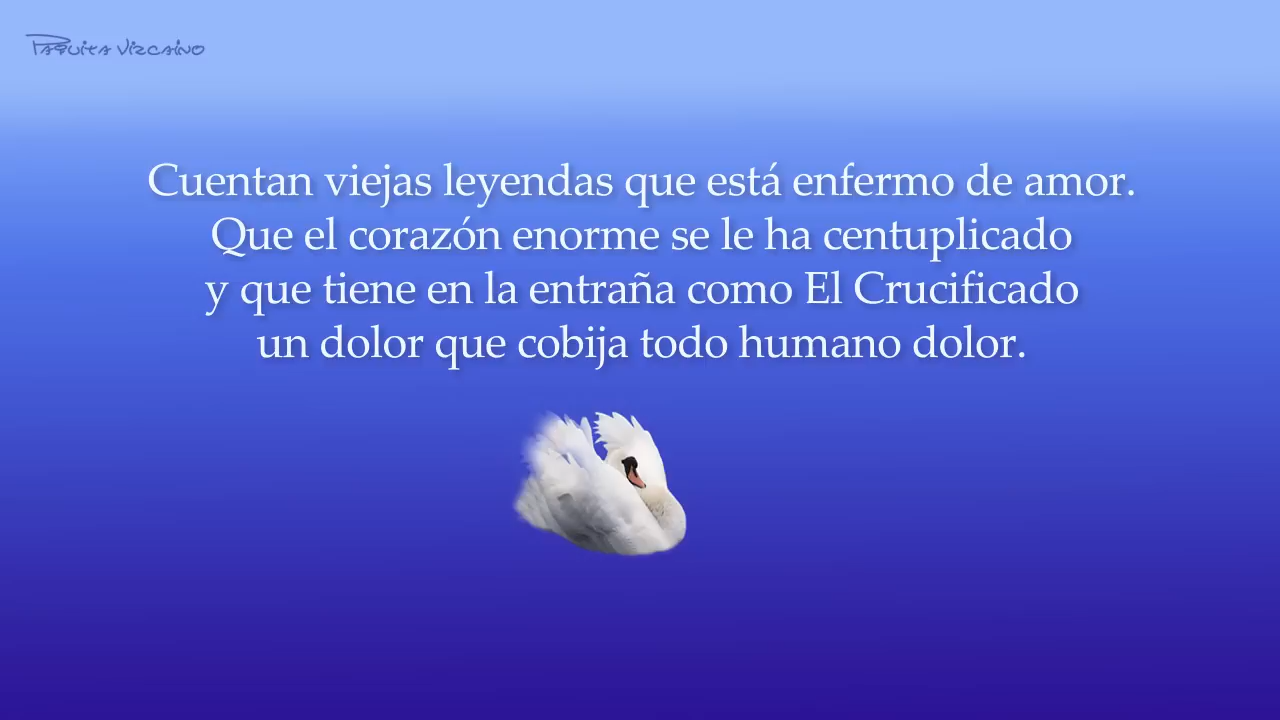 Paquita Vizcaino
Cuentan viejas leyendas que está enfermo de amor.
Que el corazón enorme se le ha centuplicado
y que tiene en la entraña como El Crucificado
un dolor que cobija todo humano dolor.